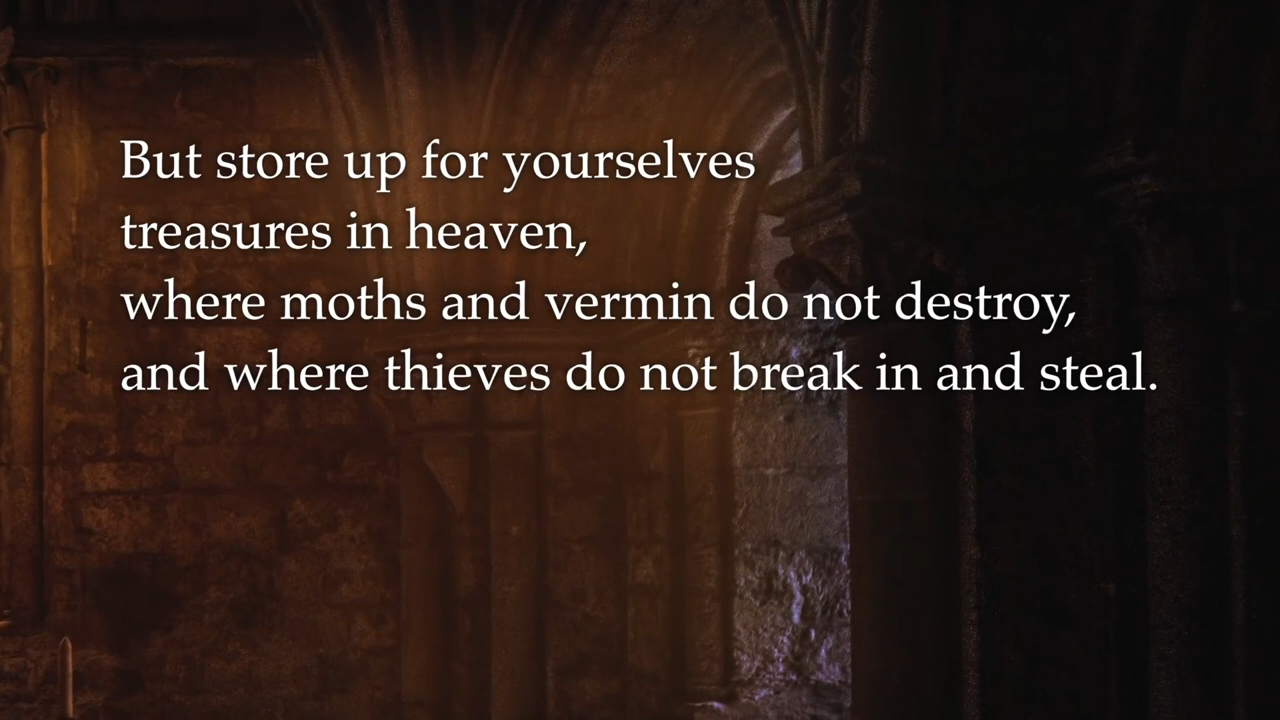 But store up for yourselves
treasures in heaven,
where moths and vermin do not destroy,
and where thieves do not break in and steal.